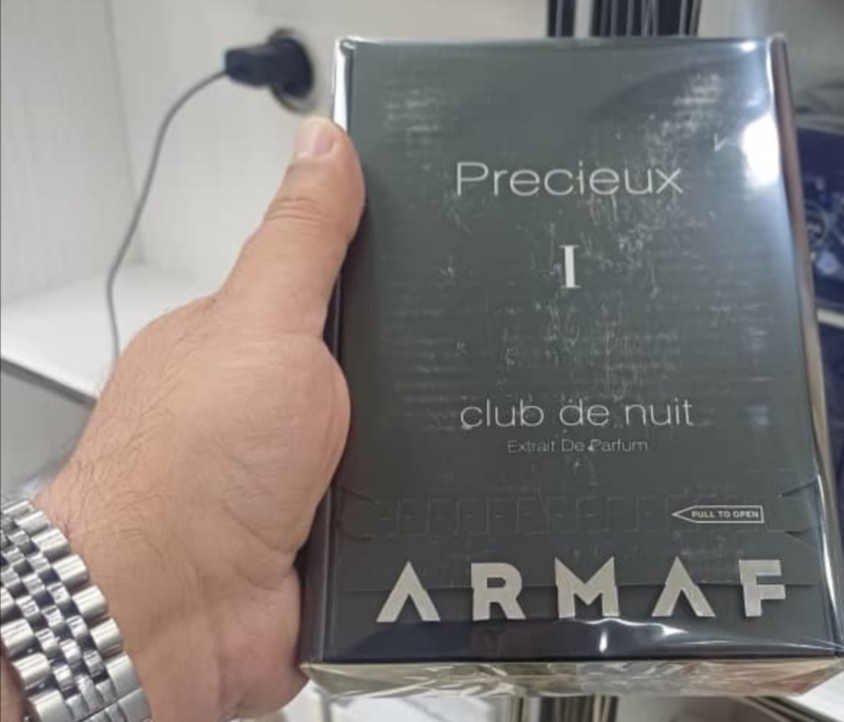 Precieux
I
club de nuit
Extrait De Parfum
PULL TO OPEN
ARMAF